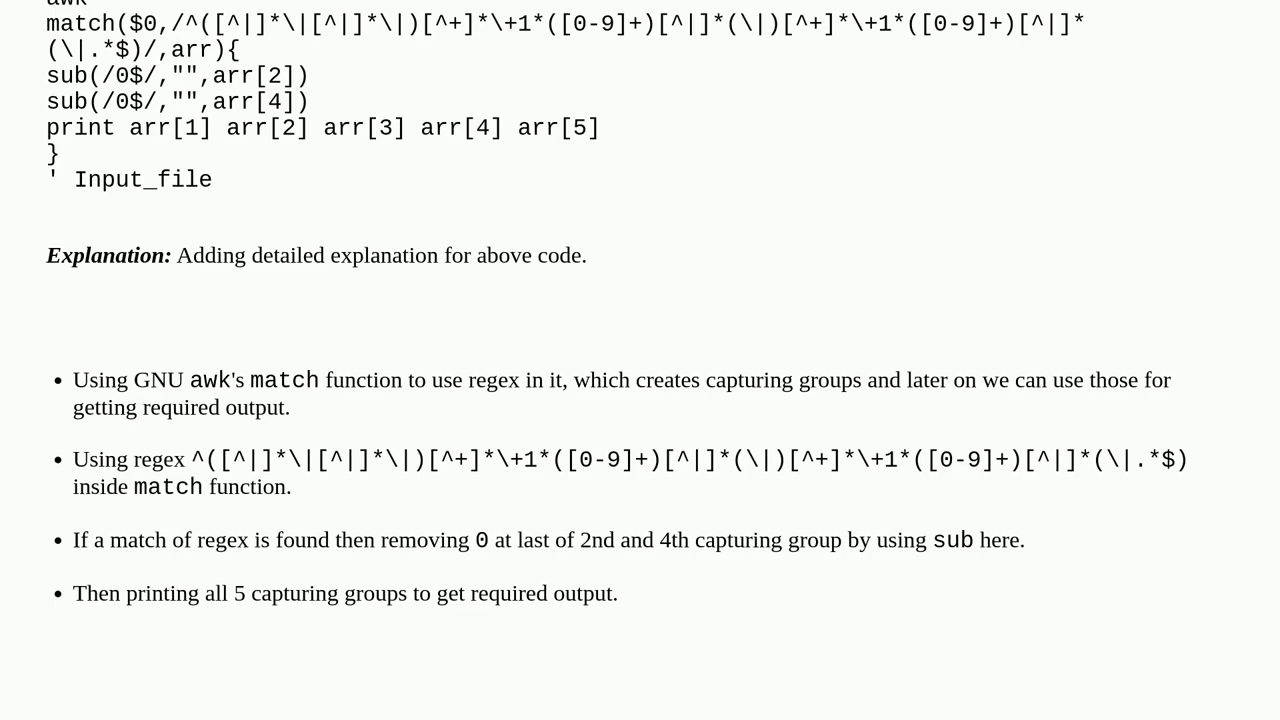 awk
match($0,/^([^|]*\|[^|]*\|)[^+]*\+1*([0-9]+)[^|]*(\|)[^+]*\+1*([0-9]+)[^|]*
(\|.*$)/,arr){
sub(/0$/,"",arr[2])
sub(/0$/,"",arr[4])
print arr[1] arr[2] arr[3] arr[4] arr[5]
}
' Input_file
Explanation: Adding detailed explanation for above code.
• Using GNU awk's match function to use regex in it, which creates capturing groups and later on we can use those for
getting required output.
• Using regex ^([^|]*\|[^|]*\|)[^+]*\+1*([0-9]+)[^|]*(\|)[^+]*\+1*([0-9]+)[^|]*(\|.*$)
inside match function.
• If a match of regex is found then removing 0 at last of 2nd and 4th capturing group by using sub here.
• Then printing all 5 capturing groups to get required output.